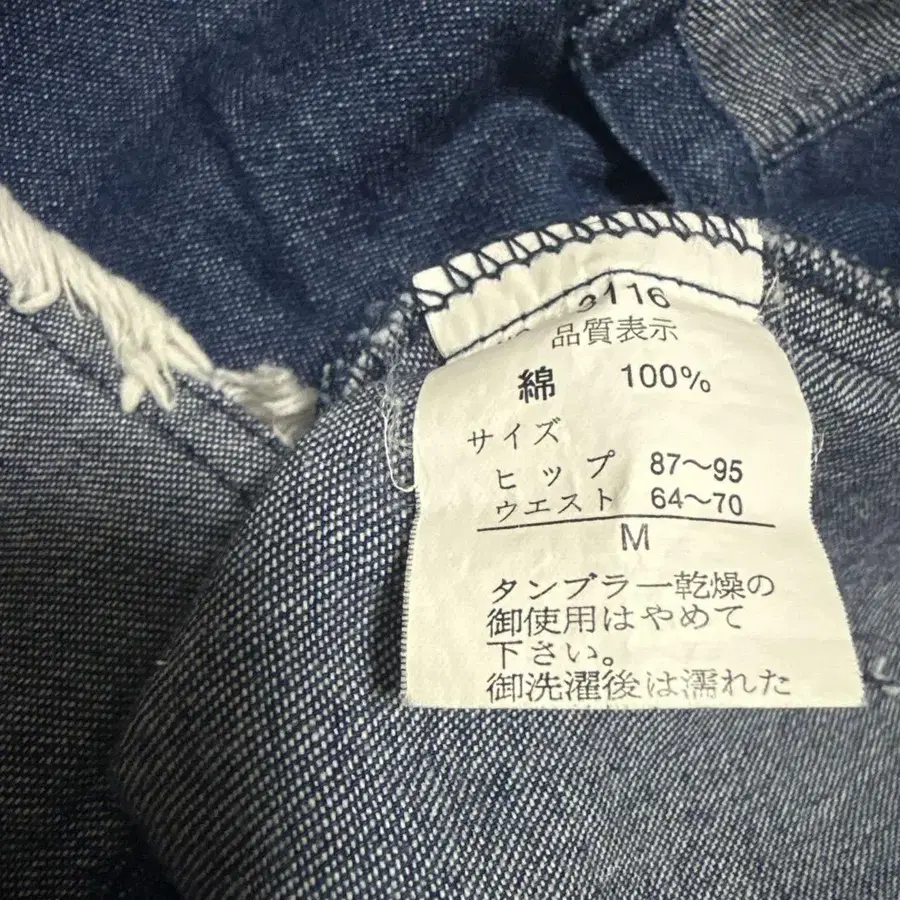 3116
品質表示
綿 100%
サイズ
ヒップ 87〜95
ウエスト 64〜70
M
タンブラー乾燥の
御使用はやめて
下さい。
御洗濯後は濡れた